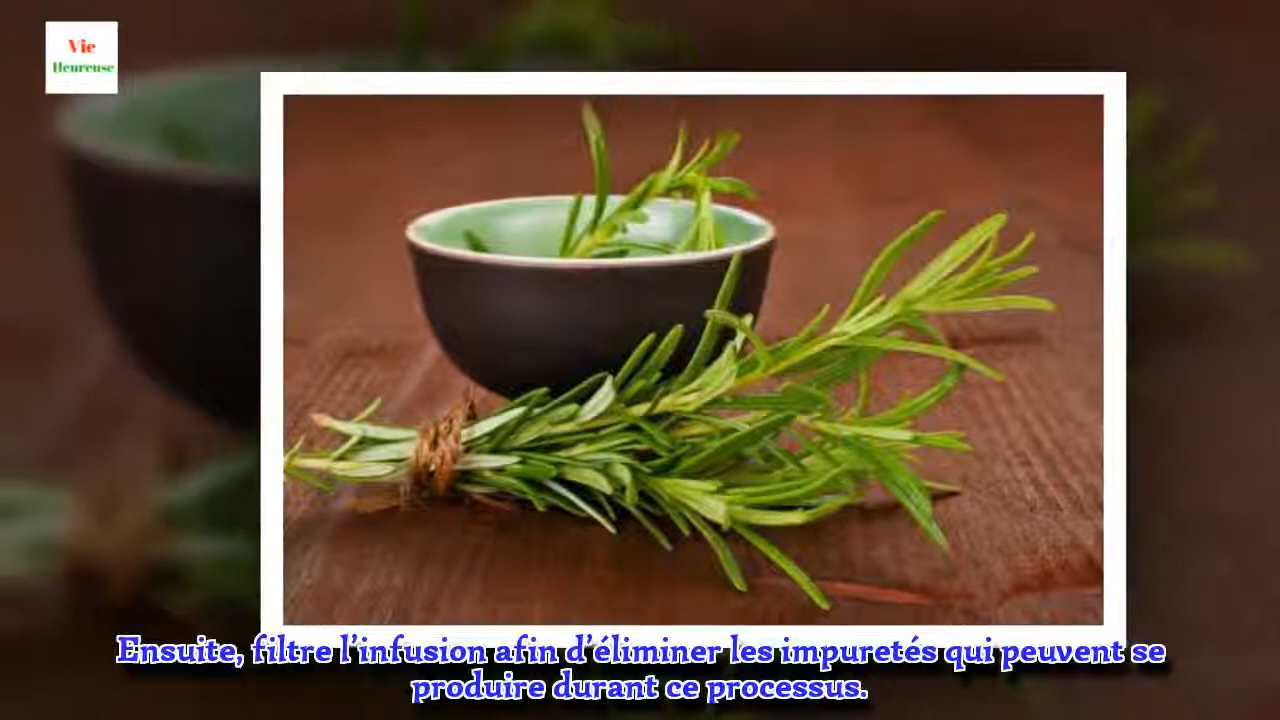 Vie
Heureuse
Ensuite, filtre l’infusion afin d’éliminer les impuretés qui peuvent se
produire durant ce processus.